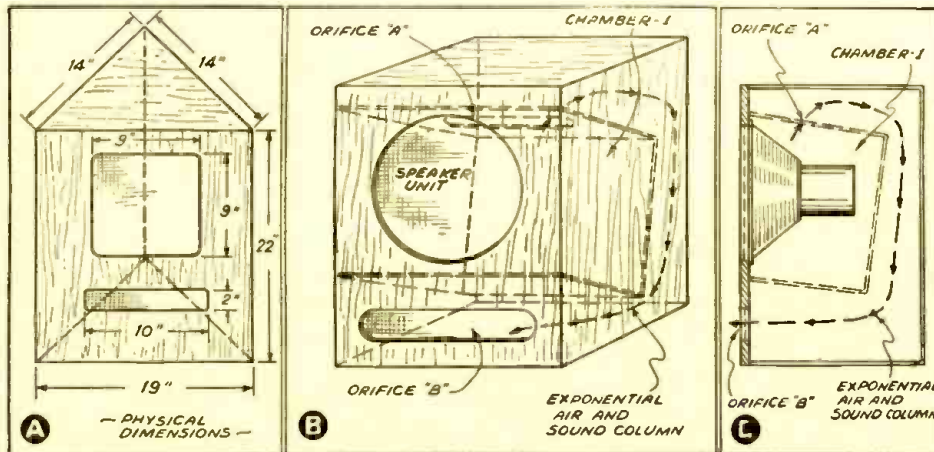 14"
14"
9"
9"
22"
2"
10"
19"
A
— PHYSICAL
DIMENSIONS —
B
ORIFICE "A"
CHAMBER-1
SPEAKER
UNIT
ORIFICE "B"
EXPONENTIAL
AIR AND
SOUND COLUMN
ORIFICE "A"
CHAMBER-1
ORIFICE "B"
EXPONENTIAL
AIR AND
SOUND COLUMN
C